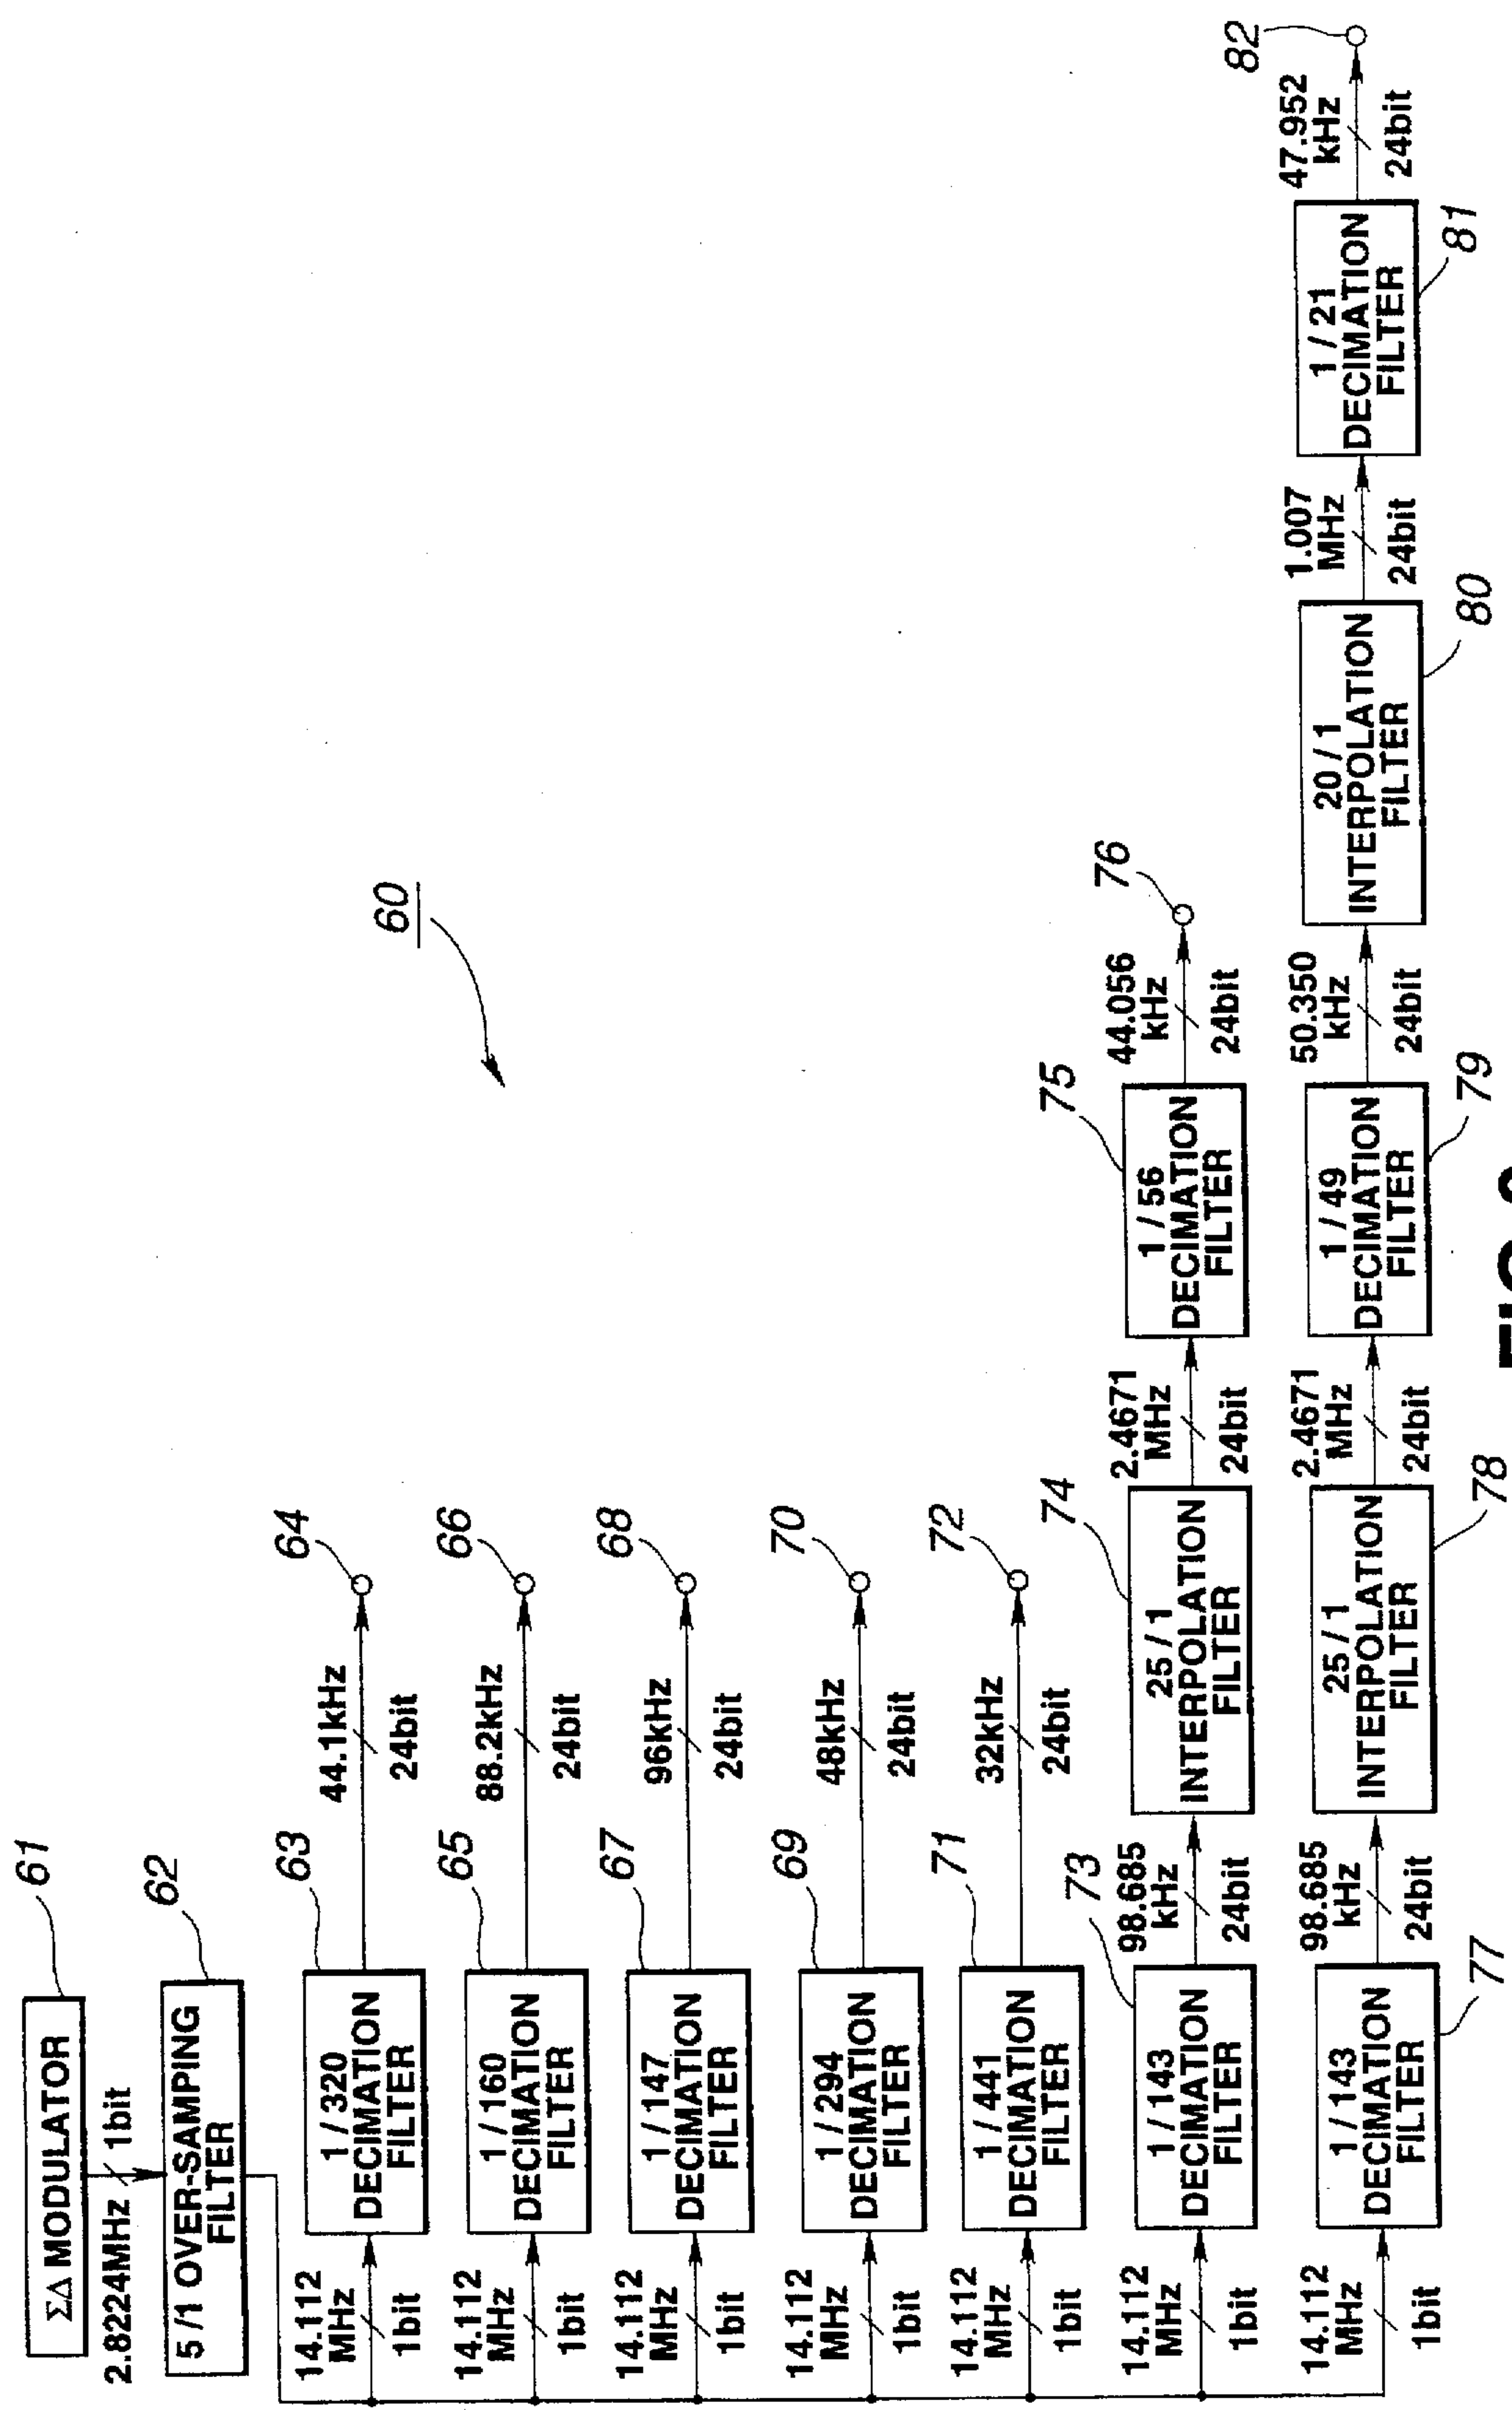 61
ΣΔ MODULATOR
2.8224MHz
1bit
62
5 /1 OVER-SAMPING
FILTER
60
14.112
MHz
1bit
63
1 / 320
DECIMATION
FILTER
44.1kHz
24bit
64
14.112
MHz
1bit
65
1 / 160
DECIMATION
FILTER
88.2kHz
24bit
66
14.112
MHz
1bit
67
1 / 147
DECIMATION
FILTER
96kHz
24bit
68
14.112
MHz
1bit
69
1 / 294
DECIMATION
FILTER
48kHz
24bit
70
14.112
MHz
1bit
71
1 / 441
DECIMATION
FILTER
32kHz
24bit
72
14.112
MHz
1bit
73
1 / 143
DECIMATION
FILTER
98.685
kHz
24bit
74
25 / 1
INTERPOLATION
FILTER
2.4671
MHz
24bit
75
1 / 56
DECIMATION
FILTER
44.056
kHz
24bit
76
14.112
MHz
1bit
77
1 / 143
DECIMATION
FILTER
98.685
kHz
24bit
78
25 / 1
INTERPOLATION
FILTER
2.4671
MHz
24bit
79
1 / 49
DECIMATION
FILTER
50.350
kHz
24bit
80
20 / 1
INTERPOLATION
FILTER
1.007
MHz
24bit
81
1 / 21
DECIMATION
FILTER
47.952
kHz
24bit
82